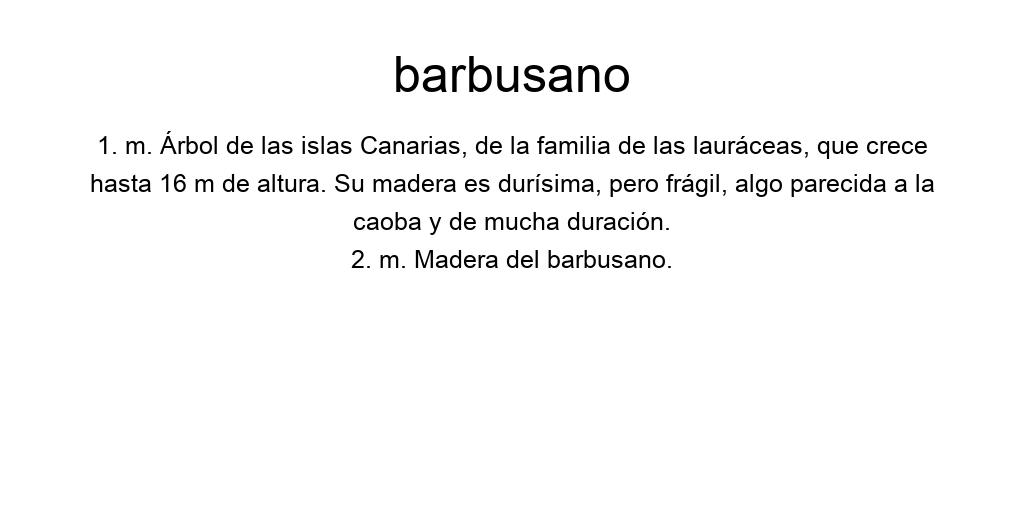 barbusano
1. m. Árbol de las islas Canarias, de la familia de las lauráceas, que crece
hasta 16 m de altura. Su madera es durísima, pero frágil, algo parecida a la
caoba y de mucha duración.
2. m. Madera del barbusano.